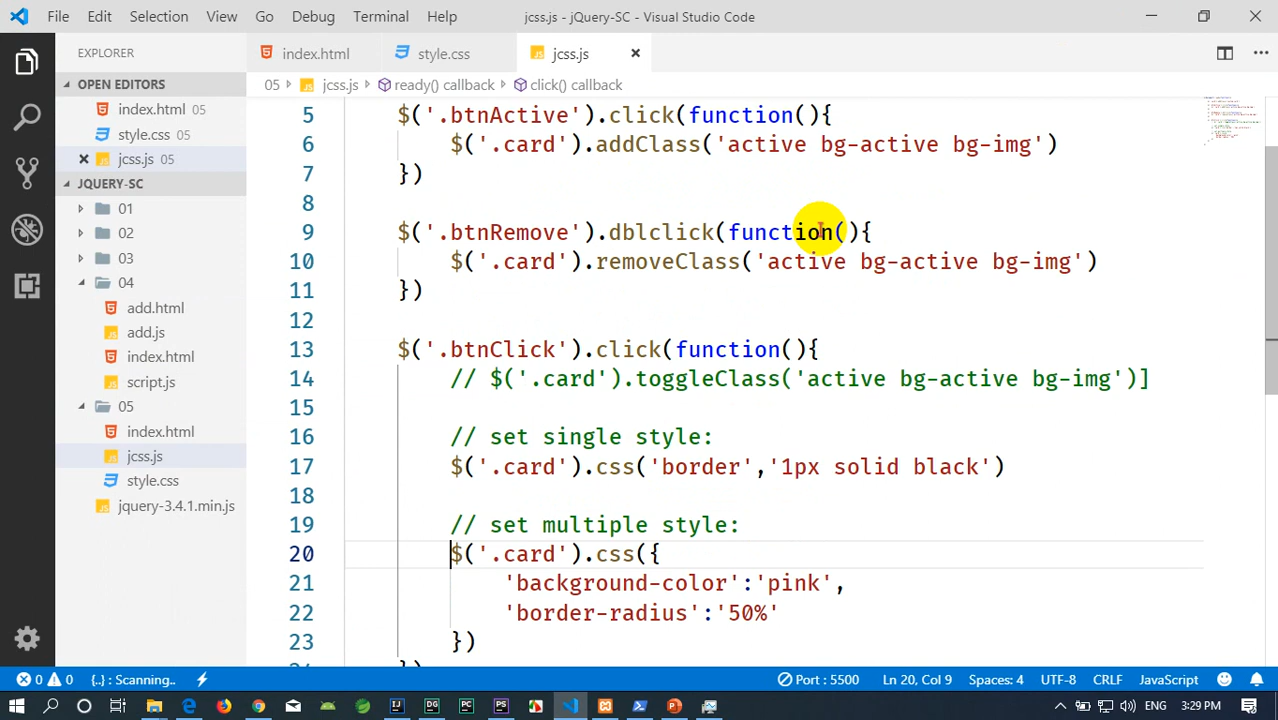 File Edit Selection View Go Debug Terminal Help jcss.js - jQuery-SC - Visual Studio Code
EXPLORER
OPEN EDITORS
index.html 05
style.css 05
jcss.js 05
JQUERY-SC
01
02
03
04
add.html
add.js
index.html
script.js
05
index.html
jcss.js
style.css
jquery-3.4.1.min.js
index.html style.css jcss.js
05 jcss.js ready() callback click() callback
5 $('.btnActive').click(function(){
6 $('.card').addClass('active bg-active bg-img')
7 })
8
9 $('.btnRemove').dblclick(function(){
10 $('.card').removeClass('active bg-active bg-img')
11 })
12
13 $('.btnClick').click(function(){
14 // $('.card').toggleClass('active bg-active bg-img')]
15
16 // set single style:
17 $('.card').css('border','1px solid black')
18
19 // set multiple style:
20 $('.card').css({
21 'background-color':'pink',
22 'border-radius':'50%'
23 })
0 0 {..} : Scanning.. Port : 5500 Ln 20, Col 9 Spaces: 4 UTF-8 CRLF JavaScript
3:29 PM